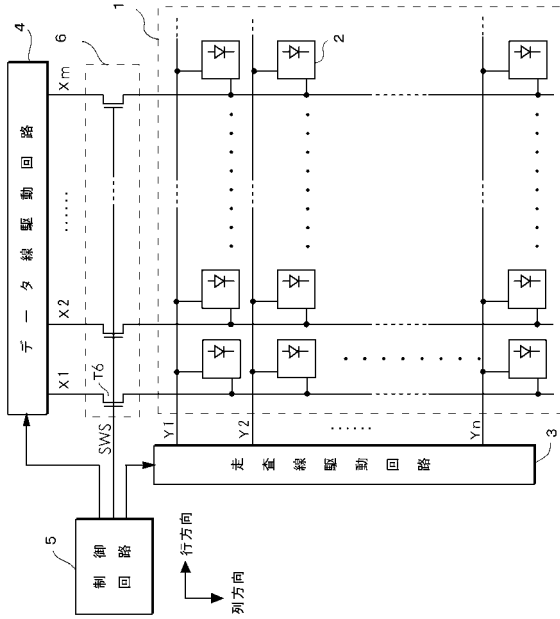 4
データ線駆動回路
6
1
X1
X2
......
Xm
T6
SWS
2
Y1
Y2
......
Yn
走査線駆動回路
3
5
制御
回路
行方向
列方向